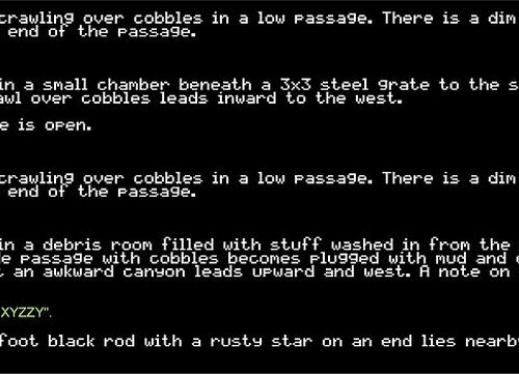 crawling over cobbles in a low passage. There is a dim
end of the passage.
in a small chamber beneath a 3x3 steel grate to the s
awl over cobbles leads inward to the west.
e is open.
crawling over cobbles in a low passage. There is a dim
end of the passage.
in a debris room filled with stuff washed in from the
de passage with cobbles becomes plugged with mud and
an awkward canyon leads upward and west. A note on
XYZZY".
foot black rod with a rusty star on an end lies nearby